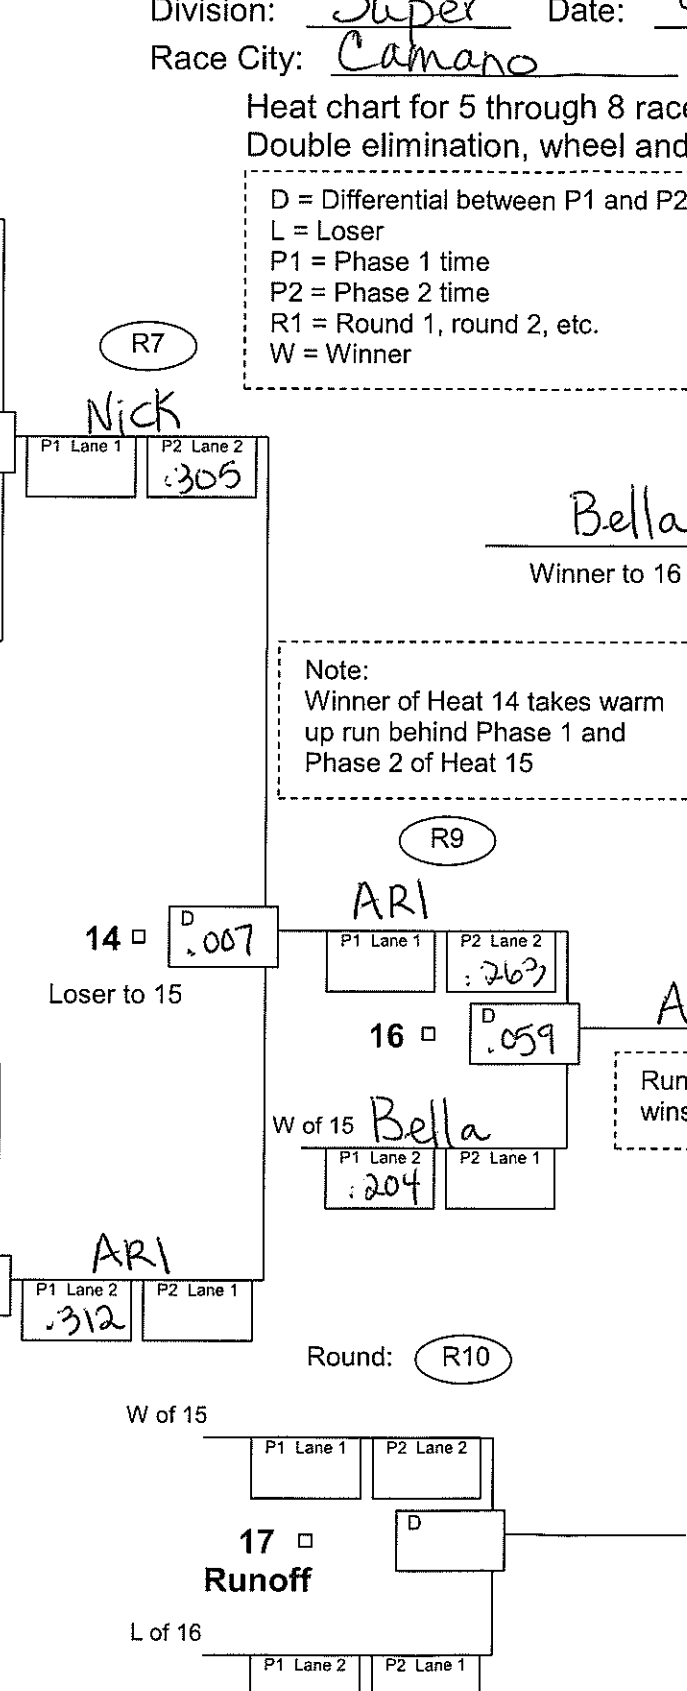 Division: Super Date:
Race City: Camano
Heat chart for 5 through 8
Double elimination, wheel and
D = Differential between P1 and P2
L = Loser
P1 = Phase 1 time
P2 = Phase 2 time
R1 = Round 1, round 2, etc.
W = Winner
R7
Nick
P1 Lane 1 P2 Lane 2
.305
Bella
Winner to 16
Note:
Winner of Heat 14 takes warm
up run behind Phase 1 and
Phase 2 of Heat 15
R9
ARI
14 D .007
P1 Lane 1 P2 Lane 2
.263
Loser to 15
16 D .059
A
Run
wins
W of 15 Bella
P1 Lane 2 P2 Lane 1
.204
ARI
P1 Lane 2 P2 Lane 1
.312
Round: R10
W of 15
P1 Lane 1 P2 Lane 2
17 D
Runoff
L of 16
P1 Lane 2 P2 Lane 1